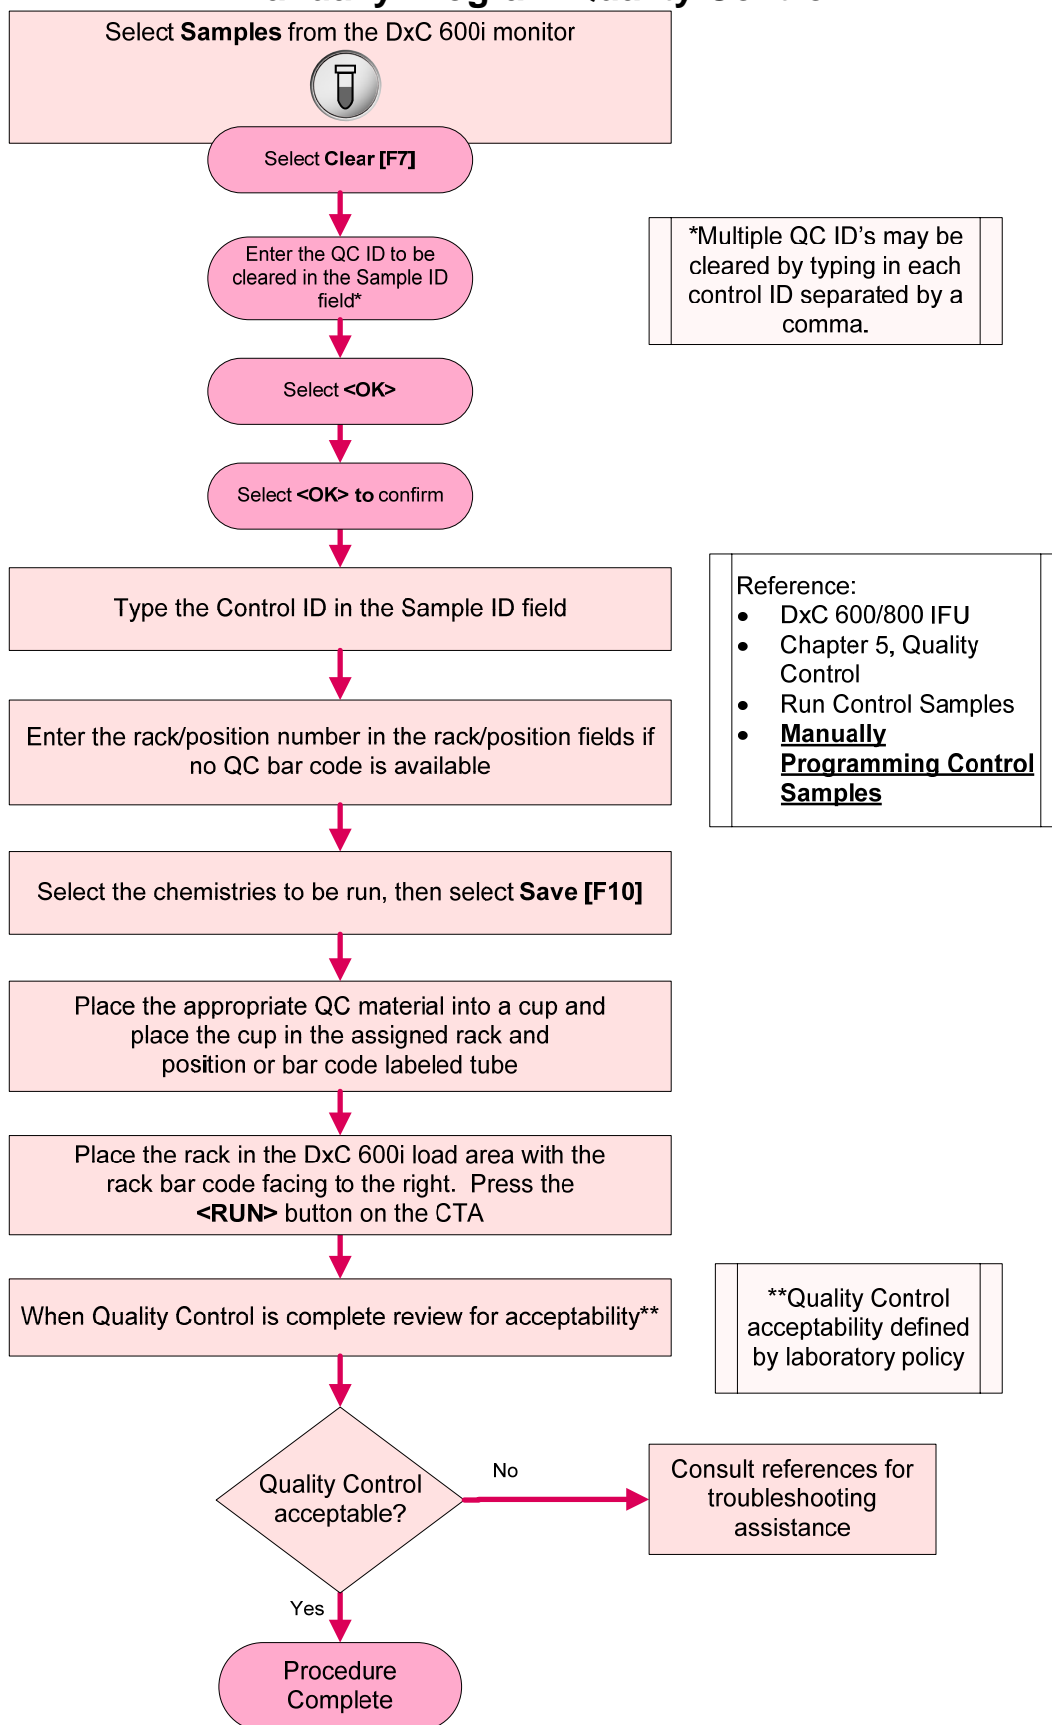 Select Samples from the DxC 600i monitor
Select Clear [F7]
Enter the QC ID to be
cleared in the Sample ID
field*
*Multiple QC ID's may be
cleared by typing in each
control ID separated by a
comma.
Select <OK>
Select <OK> to confirm
Type the Control ID in the Sample ID field
Reference:
• DxC 600/800 IFU
• Chapter 5, Quality
Control
• Run Control Samples
• Manually
Programming Control
Samples
Enter the rack/position number in the rack/position fields if
no QC bar code is available
Select the chemistries to be run, then select Save [F10]
Place the appropriate QC material into a cup and
place the cup in the assigned rack and
position or bar code labeled tube
Place the rack in the DxC 600i load area with the
rack bar code facing to the right.  Press the
<RUN> button on the CTA
When Quality Control is complete review for acceptability**
**Quality Control
acceptability defined
by laboratory policy
Quality Control
acceptable?
No
Consult references for
troubleshooting
assistance
Yes
Procedure
Complete